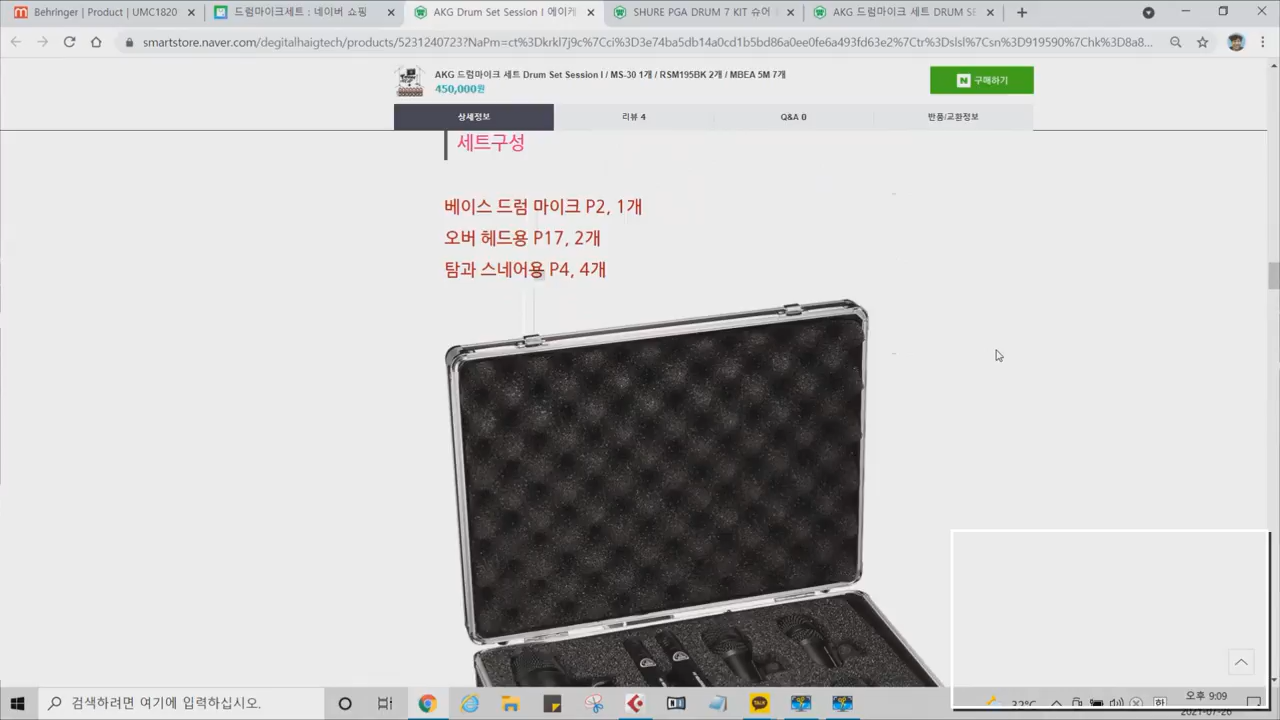 Behringer | Product | UMC1820
드럼마이크세트 : 네이버 쇼핑
AKG Drum Set Session I 에이케
SHURE PGA DRUM 7 KIT 슈어
AKG 드럼마이크 세트 DRUM SE
smartstore.naver.com/degitalhaigtech/products/5231240723?NaPm=ct%3Dkrkl7j9c%7Cci%3D3e74ba5db14a0cd1b5bd86a0ee0fe6a493fd63e2%7Ctr%3Dslsl%7Csn%3D919590%7Chk%3D8a8...
AKG 드럼마이크 세트 Drum Set Session I / MS-30 1개 / RSM195BK 2개 / MBEA 5M 7개
450,000원
N 구매하기
상세정보
리뷰 4
Q&A 0
반품/교환정보
세트구성
베이스 드럼 마이크 P2, 1개
오버 헤드용 P17, 2개
탐과 스네어용 P4, 4개
검색하려면 여기에 입력하십시오.
TALK
32°C
한
오후 9:09
2021-07-26